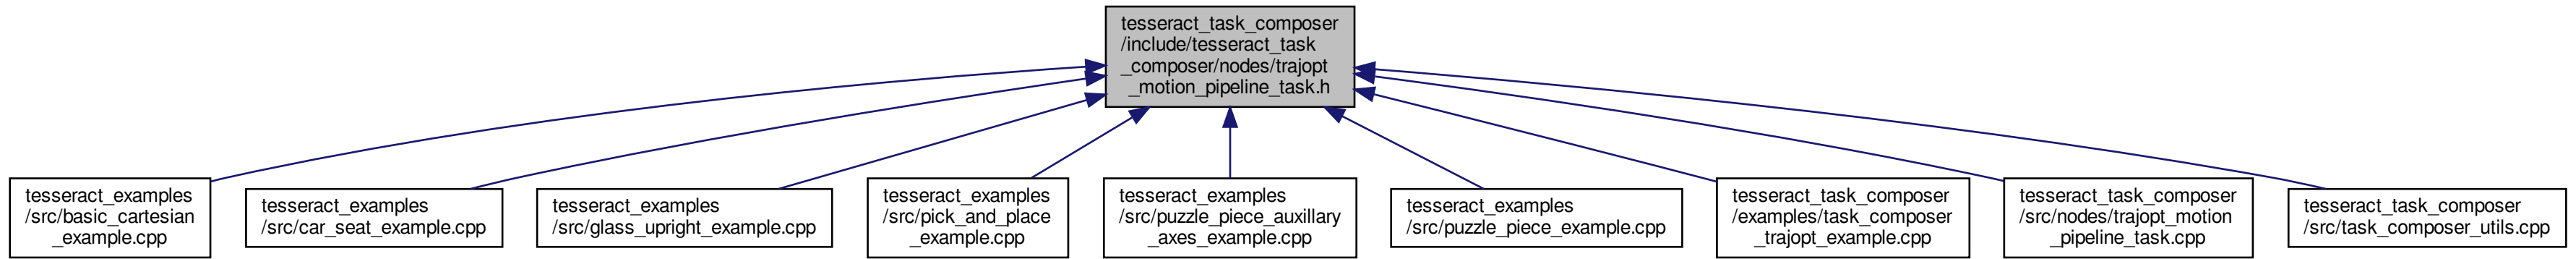 tesseract_task_composer
/include/tesseract_task
_composer/nodes/trajopt
_motion_pipeline_task.h
tesseract_examples
/src/basic_cartesian
_example.cpp
tesseract_examples
/src/car_seat_example.cpp
tesseract_examples
/src/glass_upright_example.cpp
tesseract_examples
/src/pick_and_place
_example.cpp
tesseract_examples
/src/puzzle_piece_auxillary
_axes_example.cpp
tesseract_examples
/src/puzzle_piece_example.cpp
tesseract_task_composer
/examples/task_composer
_trajopt_example.cpp
tesseract_task_composer
/src/nodes/trajopt_motion
_pipeline_task.cpp
tesseract_task_composer
/src/task_composer_utils.cpp